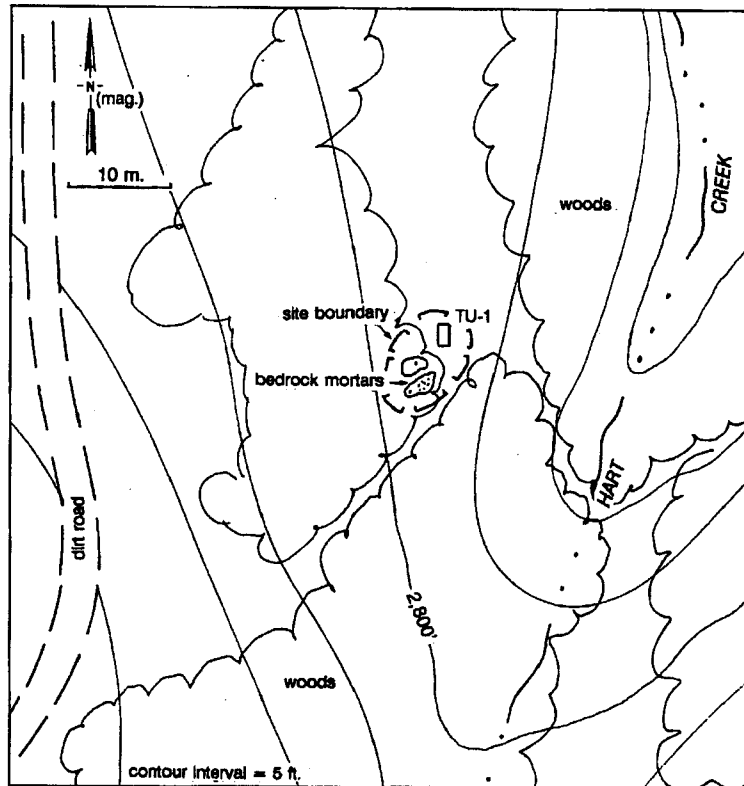 -N-
(mag.)
10 m.
CREEK
woods
site boundary
TU-1
bedrock mortars
HART
dirt road
2,800'
woods
contour interval = 5 ft.